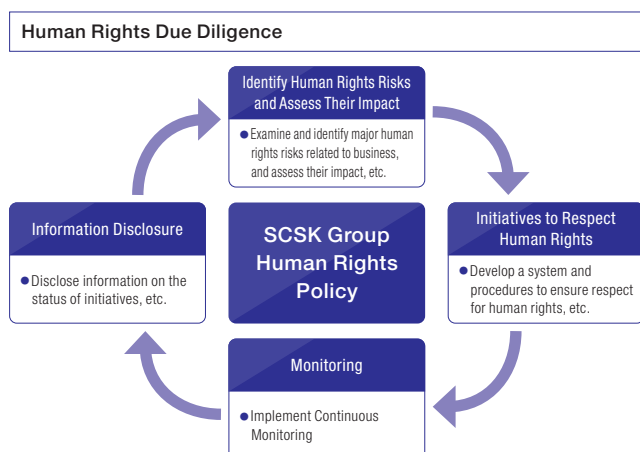 Human Rights Due Diligence
Identify Human Rights Risks
and Assess Their Impact
●Examine and identify major human
rights risks related to business,
and assess their impact, etc.
Information Disclosure
●Disclose information on the
status of initiatives, etc.
SCSK Group
Human Rights
Policy
Initiatives to Respect
Human Rights
●Develop a system and
procedures to ensure respect
for human rights, etc.
Monitoring
●Implement Continuous
Monitoring